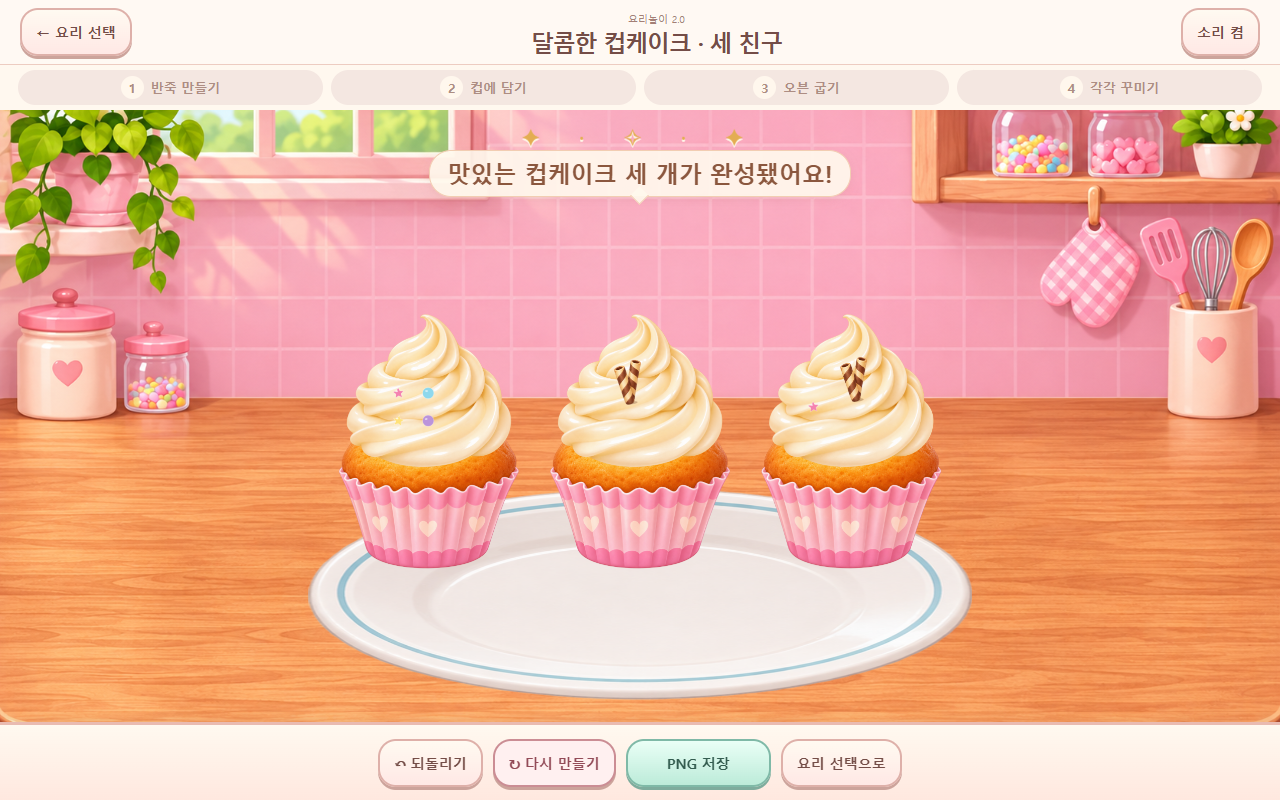 ← 요리 선택
요리놀이 2.0
달콤한 컵케이크 · 세 친구
소리 켬
1 반죽 만들기
2 컵에 담기
3 오븐 굽기
4 각각 꾸미기
맛있는 컵케이크 세 개가 완성됐어요!
↶ 되돌리기
↻ 다시 만들기
PNG 저장
요리 선택으로